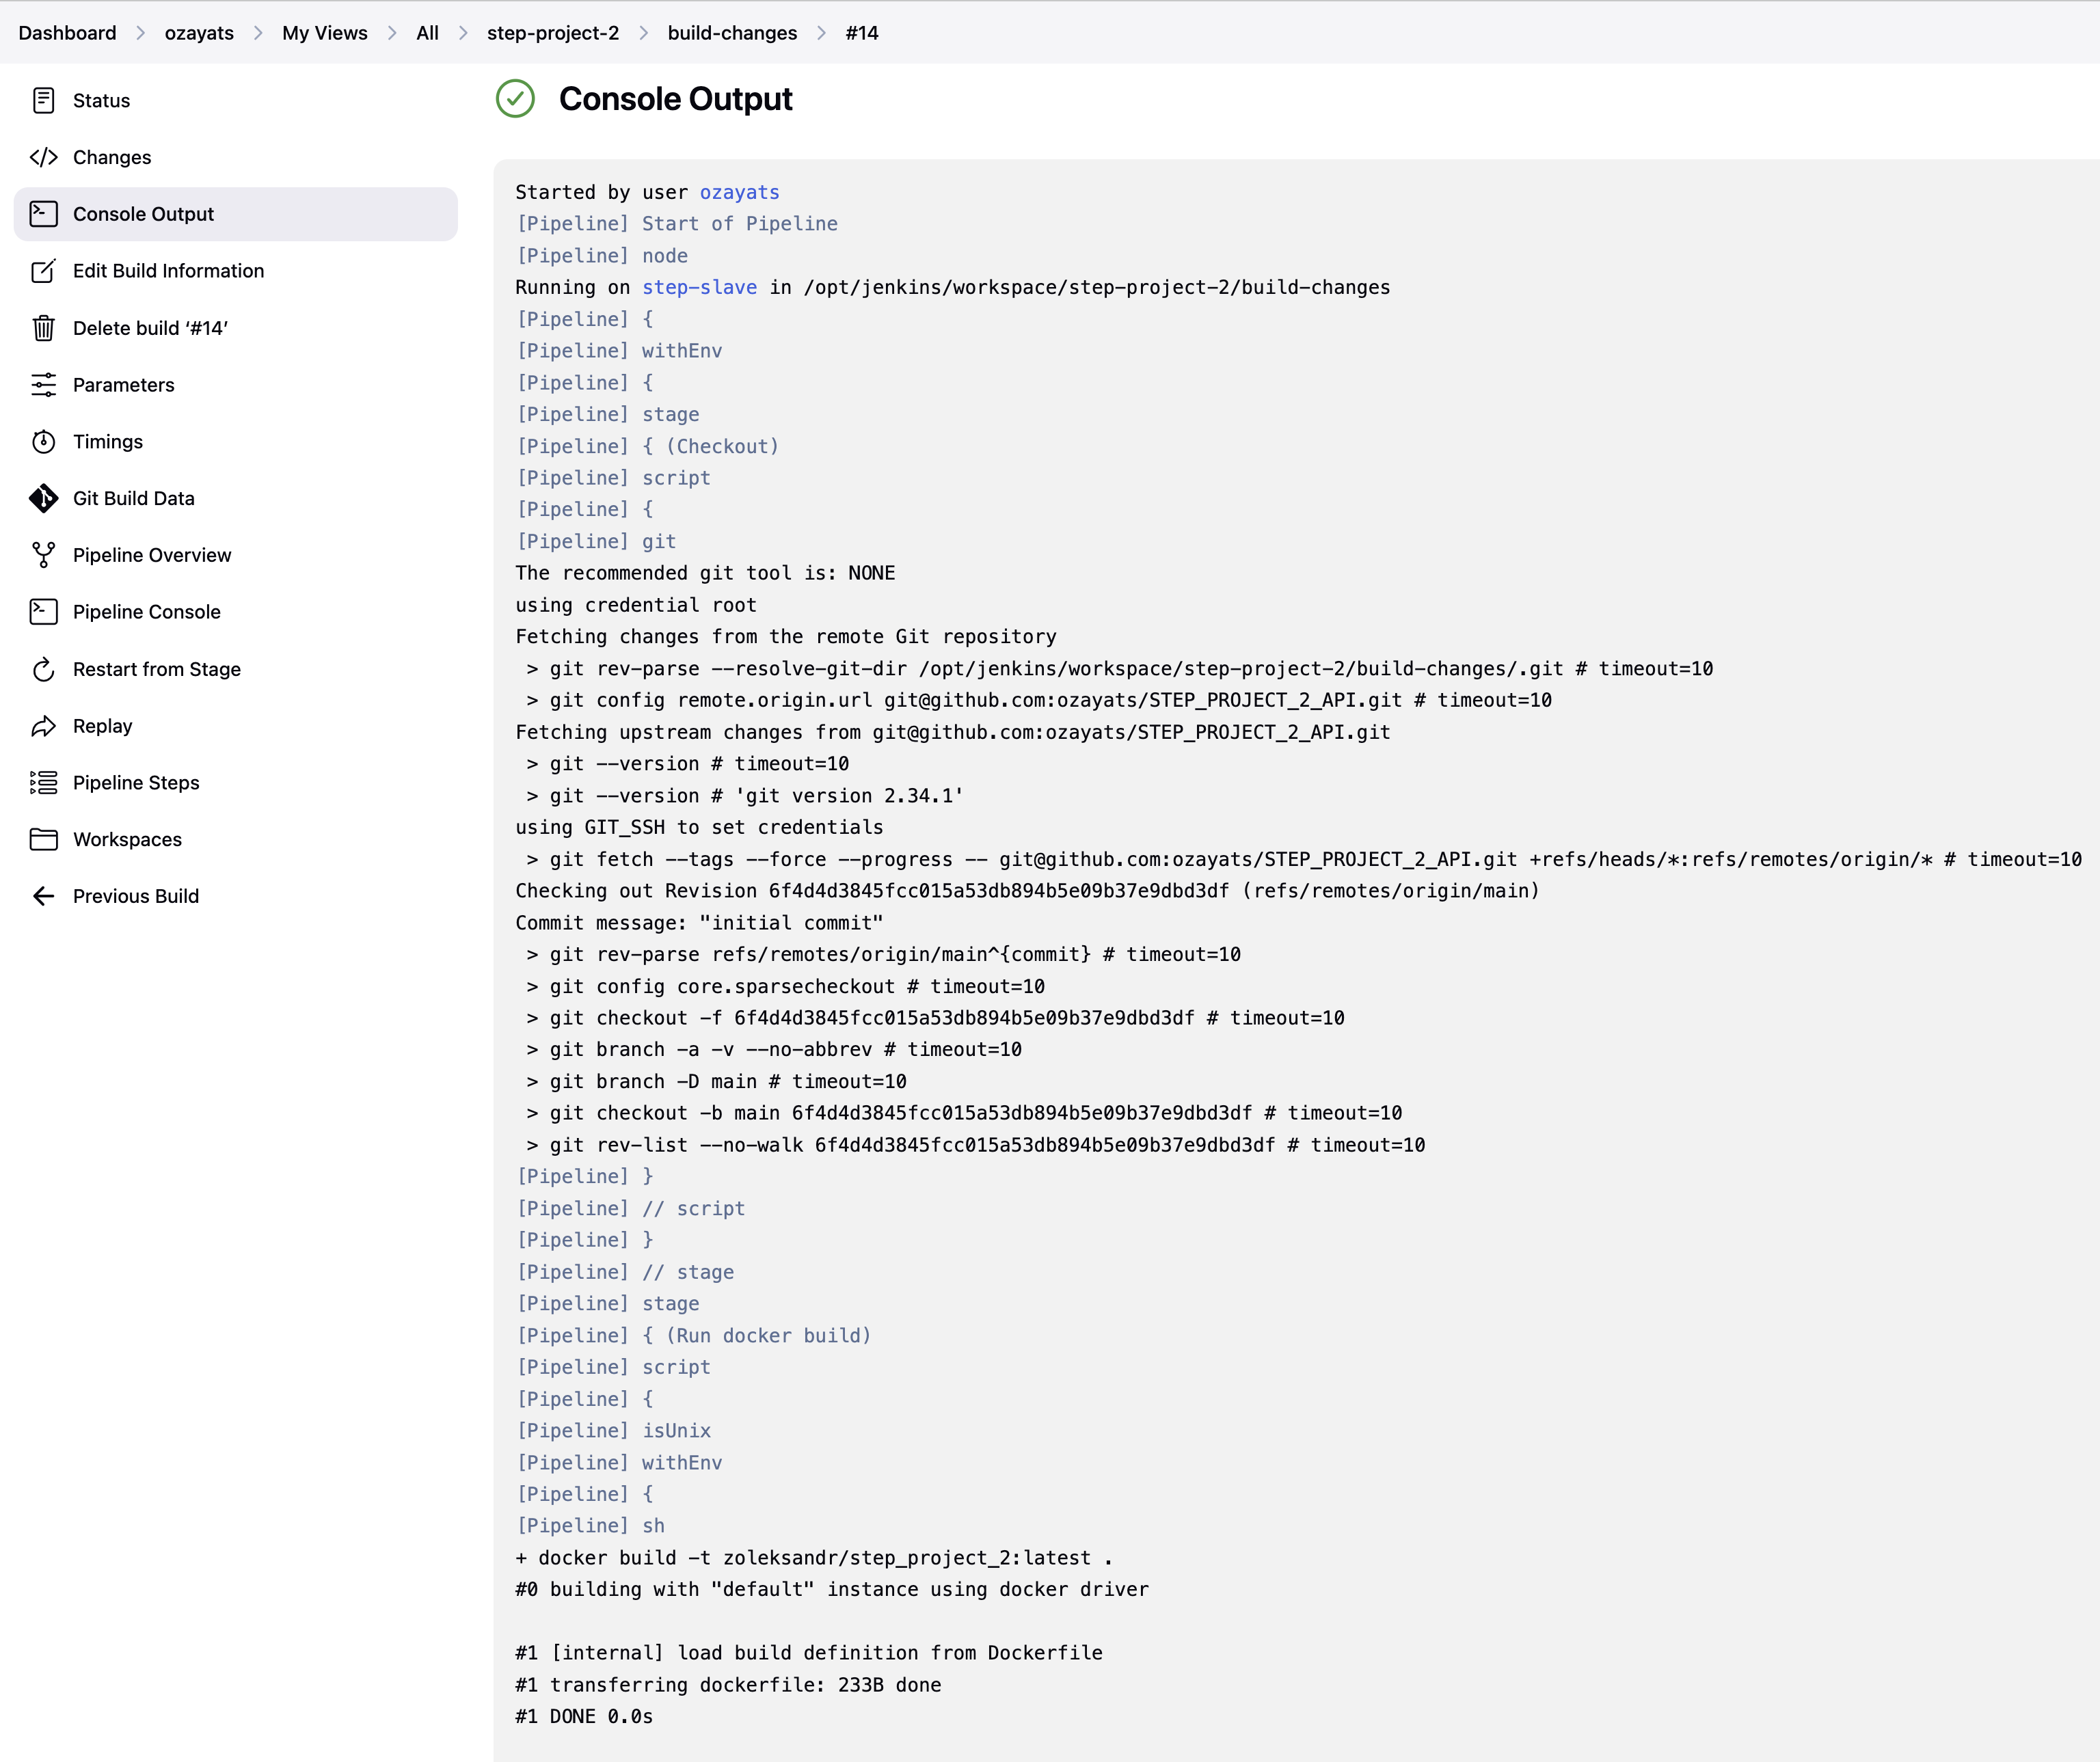 Dashboard > ozayats > My Views > All > step-project-2 > build-changes > #14
Status
Changes
Console Output
Edit Build Information
Delete build ‘#14’
Parameters
Timings
Git Build Data
Pipeline Overview
Pipeline Console
Restart from Stage
Replay
Pipeline Steps
Workspaces
Previous Build
Console Output
Started by user ozayats
[Pipeline] Start of Pipeline
[Pipeline] node
Running on step-slave in /opt/jenkins/workspace/step-project-2/build-changes
[Pipeline] {
[Pipeline] withEnv
[Pipeline] {
[Pipeline] stage
[Pipeline] { (Checkout)
[Pipeline] script
[Pipeline] {
[Pipeline] git
The recommended git tool is: NONE
using credential root
Fetching changes from the remote Git repository
 > git rev-parse --resolve-git-dir /opt/jenkins/workspace/step-project-2/build-changes/.git # timeout=10
 > git config remote.origin.url git@github.com:ozayats/STEP_PROJECT_2_API.git # timeout=10
Fetching upstream changes from git@github.com:ozayats/STEP_PROJECT_2_API.git
 > git --version # timeout=10
 > git --version # 'git version 2.34.1'
using GIT_SSH to set credentials
 > git fetch --tags --force --progress -- git@github.com:ozayats/STEP_PROJECT_2_API.git +refs/heads/*:refs/remotes/origin/* # timeout=10
Checking out Revision 6f4d4d3845fcc015a53db894b5e09b37e9dbd3df (refs/remotes/origin/main)
Commit message: "initial commit"
 > git rev-parse refs/remotes/origin/main^{commit} # timeout=10
 > git config core.sparsecheckout # timeout=10
 > git checkout -f 6f4d4d3845fcc015a53db894b5e09b37e9dbd3df # timeout=10
 > git branch -a -v --no-abbrev # timeout=10
 > git branch -D main # timeout=10
 > git checkout -b main 6f4d4d3845fcc015a53db894b5e09b37e9dbd3df # timeout=10
 > git rev-list --no-walk 6f4d4d3845fcc015a53db894b5e09b37e9dbd3df # timeout=10
[Pipeline] }
[Pipeline] // script
[Pipeline] }
[Pipeline] // stage
[Pipeline] stage
[Pipeline] { (Run docker build)
[Pipeline] script
[Pipeline] {
[Pipeline] isUnix
[Pipeline] withEnv
[Pipeline] {
[Pipeline] sh
+ docker build -t zoleksandr/step_project_2:latest .
#0 building with "default" instance using docker driver
#1 [internal] load build definition from Dockerfile
#1 transferring dockerfile: 233B done
#1 DONE 0.0s